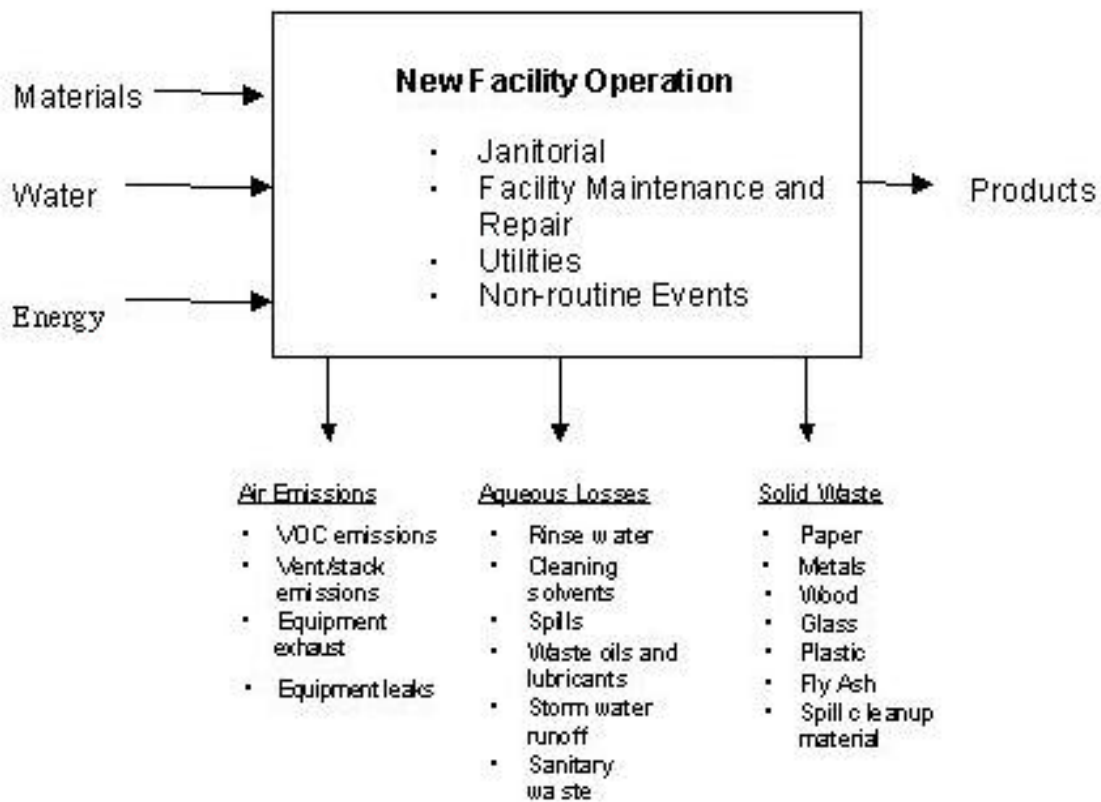 New Facility Operation
Materials
Water
Energy
· Janitorial
· Facility Maintenance and
Repair
· Utilities
· Non-routine Events
Products
Air Emissions
· VOC emissions
· Vent/stack
emissions
· Equipment
exhaust
· Equipment leaks
Aqueous Losses
· Rinse water
· Cleaning
solvents
· Spills
· Waste oils and
lubricants
· Storm water
runoff
· Sanitary
waste
Solid Waste
· Paper
· Metals
· Wood
· Glass
· Plastic
· Fly Ash
· Spill cleanup
material